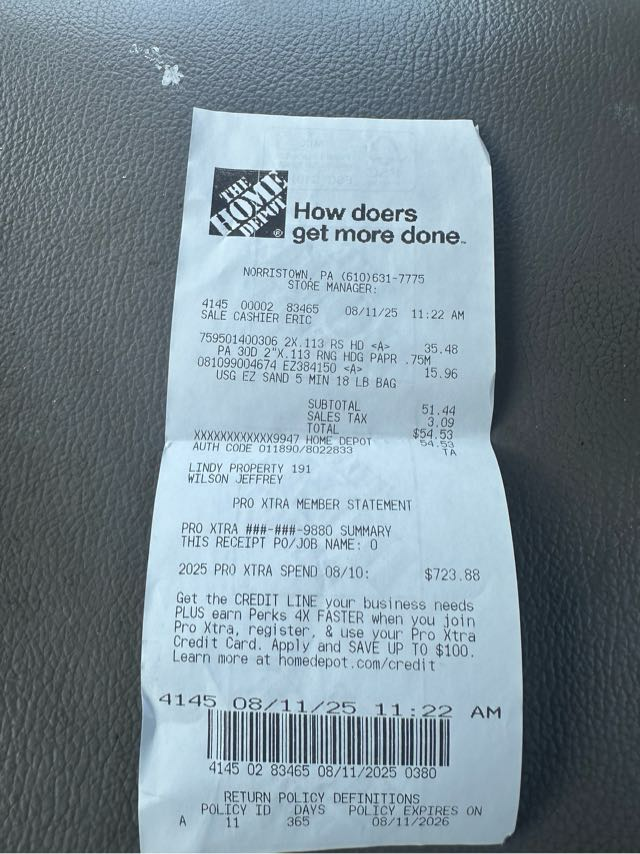 THE
HOME
DEPOT
®
How doers
get more done.
NORRISTOWN, PA (610)631-7775
STORE MANAGER:
4145 00002 83465 08/11/25 11:22 AM
SALE CASHIER ERIC
759501400306 2X.113 RS HD <A> 35.48
PA 30D 2"X.113 RNG HDG PAPR .75M
081099004674 EZ384150 <A> 15.96
USG EZ SAND 5 MIN 18 LB BAG
SUBTOTAL 51.44
SALES TAX 3.09
TOTAL $54.53
XXXXXXXXXXXX9947 HOME DEPOT 54.53
AUTH CODE 011890/8022833 TA
LINDY PROPERTY 191
WILSON JEFFREY
PRO XTRA MEMBER STATEMENT
PRO XTRA ###-###-9880 SUMMARY
THIS RECEIPT PO/JOB NAME: 0
2025 PRO XTRA SPEND 08/10: $723.88
Get the CREDIT LINE your business needs
PLUS earn Perks 4X FASTER when you join
Pro Xtra, register, & use your Pro Xtra
Credit Card. Apply and SAVE UP TO $100.
Learn more at homedepot.com/credit
4145 08/11/25 11:22 AM
4145 02 83465 08/11/2025 0380
RETURN POLICY DEFINITIONS
POLICY ID DAYS POLICY EXPIRES ON
A 11 365 08/11/2026